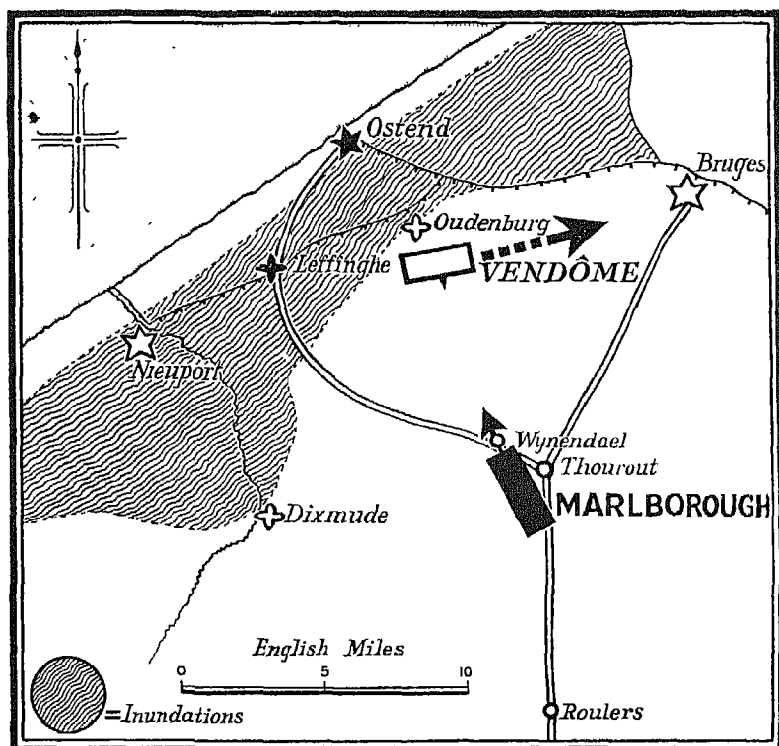 Ostend
Bruges
Oudenburg
Leffinghe
VENDÔME
Nieuport
Wynendael
Thourout
MARLBOROUGH
Dixmude
English Miles
0 5 10
=Inundations
Roulers